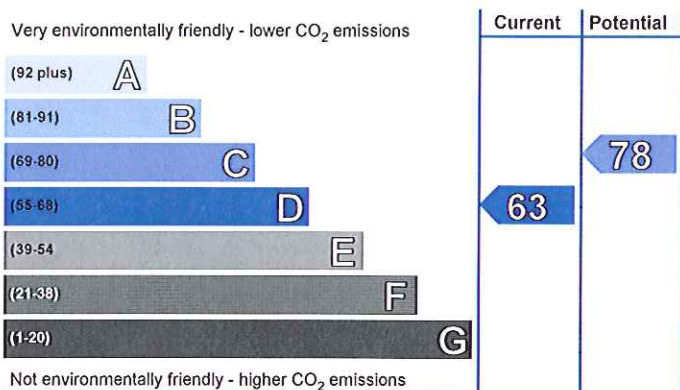 Very environmentally friendly - lower CO2 emissions
Current
Potential
(92 plus) A
(81-91) B
(69-80) C
78
(55-68) D
63
(39-54 E
(21-38) F
(1-20) G
Not environmentally friendly - higher CO2 emissions